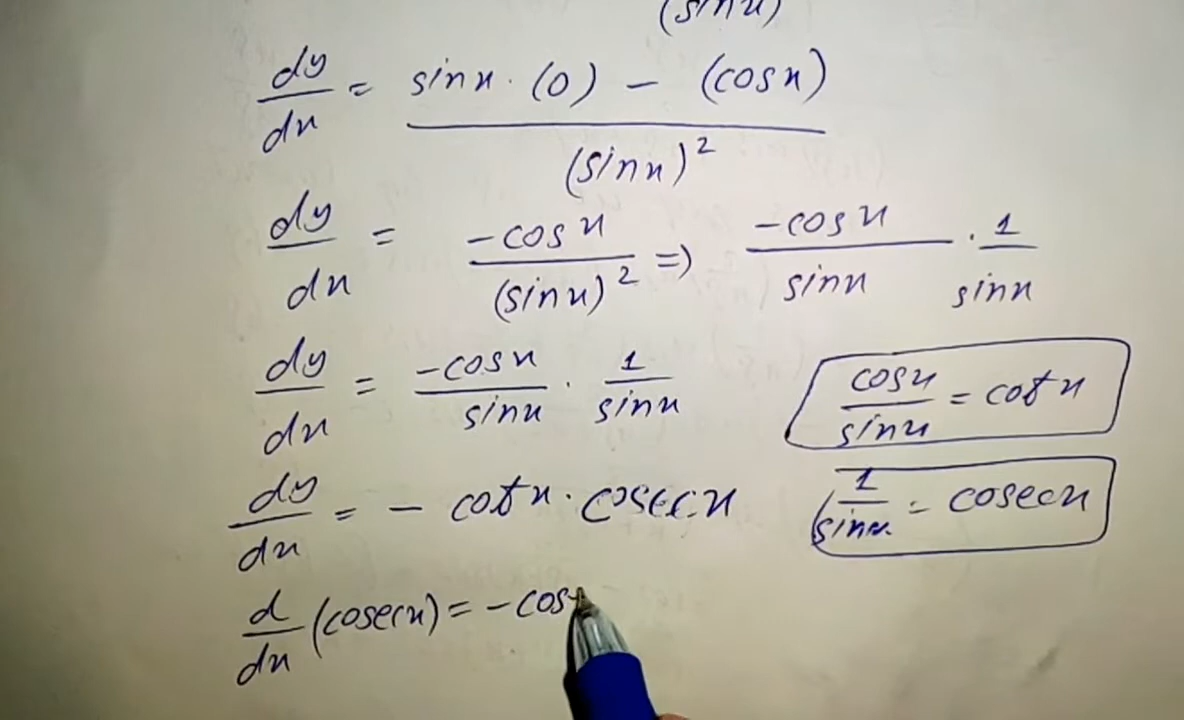 (sinx)
dy/dx = (sinx · (0) - (cosx))/(sinx)²
dy/dx = -cosx/(sinx)² => -cosx/sinx · 1/sinx
dy/dx = -cosx/sinx · 1/sinx
cosx/sinx = cotx
dy/dx = - cotx · cosecx
1/sinx = cosecx
d/dx (cosecx) = -cos